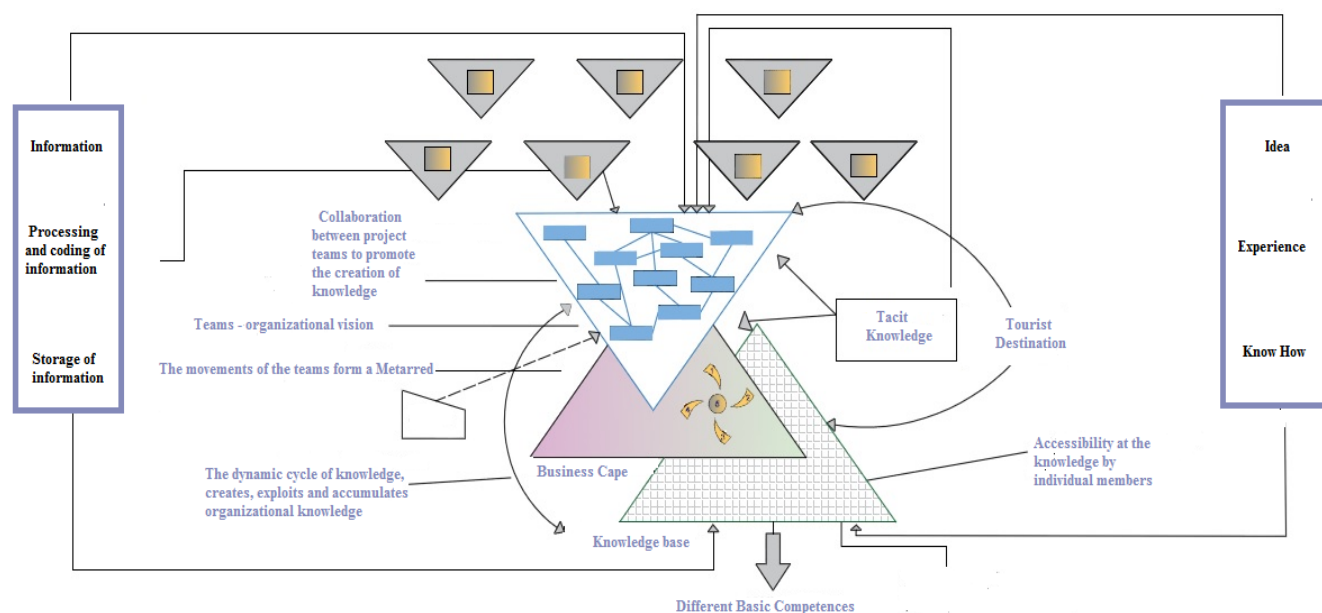 Information
Processing
and coding of
information
Storage of
information
Collaboration
between project
teams to promote
the creation of
knowledge
Teams - organizational vision
The movements of the teams form a Metarred
The dynamic cycle of knowledge,
creates, exploits and accumulates
organizational knowledge
Business Cape
Knowledge base
Different Basic Competences
Tacit
Knowledge
Tourist
Destination
Accessibility at the
knowledge by
individual members
Idea
Experience
Know How